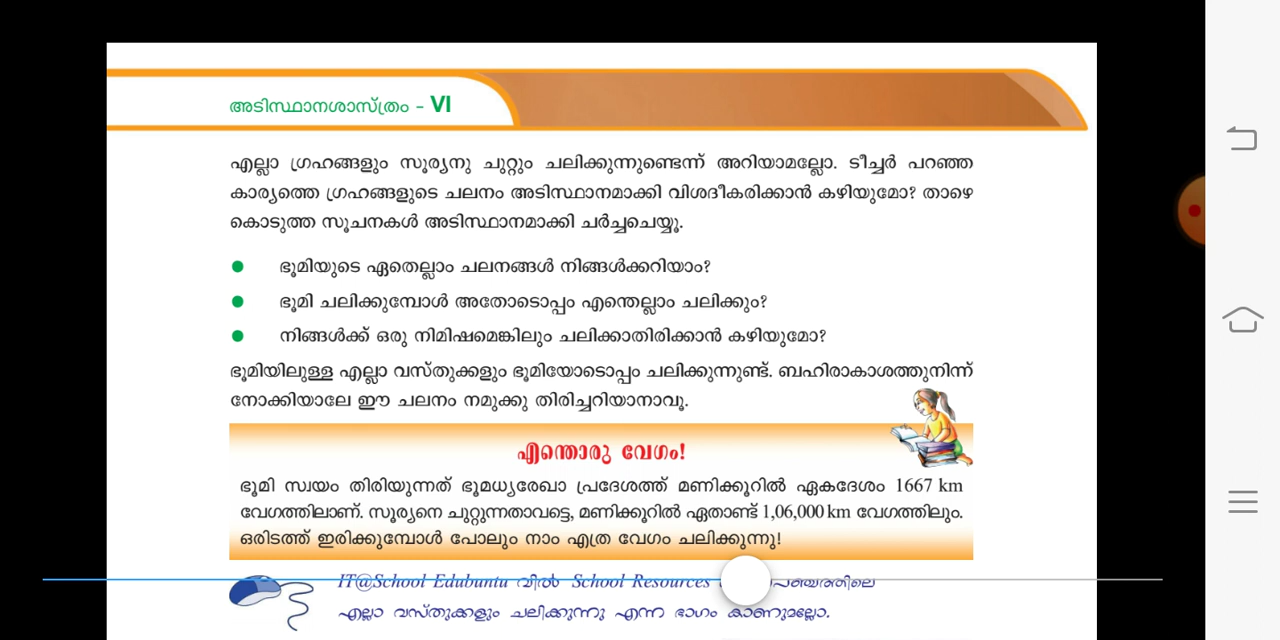 അടിസ്ഥാനശാസ്ത്രം - VI
എല്ലാ ഗ്രഹങ്ങളും സൂര്യനു ചുറ്റും ചലിക്കുന്നുണ്ടെന്ന് അറിയാമല്ലോ. ടീച്ചർ പറഞ്ഞ
കാര്യത്തെ ഗ്രഹങ്ങളുടെ ചലനം അടിസ്ഥാനമാക്കി വിശദീകരിക്കാൻ കഴിയുമോ? താഴെ
കൊടുത്ത സൂചനകൾ അടിസ്ഥാനമാക്കി ചർച്ചചെയ്യൂ.
ഭൂമിയുടെ ഏതെല്ലാം ചലനങ്ങൾ നിങ്ങൾക്കറിയാം?
ഭൂമി ചലിക്കുമ്പോൾ അതോടൊപ്പം എന്തെല്ലാം ചലിക്കും?
നിങ്ങൾക്ക് ഒരു നിമിഷമെങ്കിലും ചലിക്കാതിരിക്കാൻ കഴിയുമോ?
ഭൂമിയിലുള്ള എല്ലാ വസ്തുക്കളും ഭൂമിയോടൊപ്പം ചലിക്കുന്നുണ്ട്. ബഹിരാകാശത്തുനിന്ന്
നോക്കിയാലേ ഈ ചലനം നമുക്കു തിരിച്ചറിയാനാവൂ.
എന്തൊരു വേഗം!
ഭൂമി സ്വയം തിരിയുന്നത് ഭൂമധ്യരേഖാ പ്രദേശത്ത് മണിക്കൂറിൽ ഏകദേശം 1667 km
വേഗത്തിലാണ്. സൂര്യനെ ചുറ്റുന്നതാവട്ടെ, മണിക്കൂറിൽ ഏതാണ്ട് 1,06,000 km വേഗത്തിലും.
ഒരിടത്ത് ഇരിക്കുമ്പോൾ പോലും നാം എത്ര വേഗം ചലിക്കുന്നു!
IT@School Edubuntu വിൽ School Resources
എല്ലാ വസ്തുക്കളും ചലിക്കുന്നു എന്ന ഭാഗം കാണുമല്ലോ.